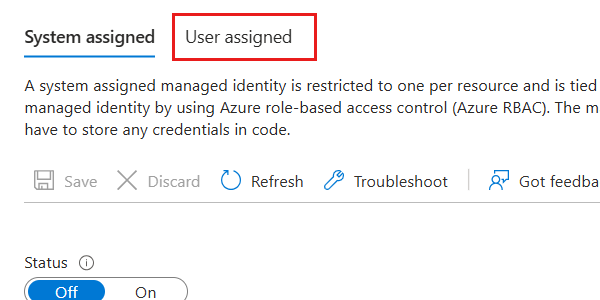 System assigned User assigned
A system assigned managed identity is restricted to one per resource and is tied
managed identity by using Azure role-based access control (Azure RBAC). The m
have to store any credentials in code.
Save Discard Refresh Troubleshoot Got feedba
Status
Off On